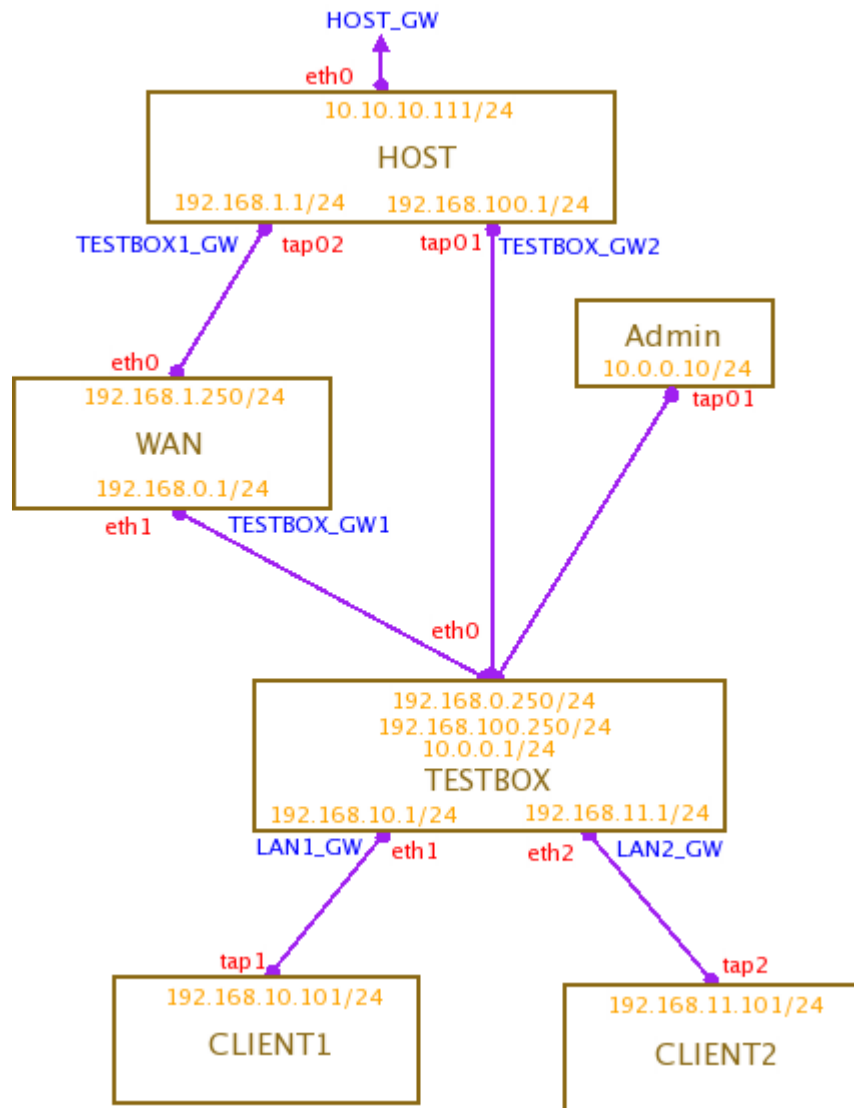 HOST_GW
eth0
10.10.10.111/24
HOST
192.168.1.1/24 192.168.100.1/24
TESTBOX1_GW tap02 tap01 TESTBOX_GW2
Admin
10.0.0.10/24
tap01
eth0
192.168.1.250/24
WAN
192.168.0.1/24
eth1 TESTBOX_GW1
eth0
192.168.0.250/24
192.168.100.250/24
10.0.0.1/24
TESTBOX
192.168.10.1/24 192.168.11.1/24
LAN1_GW eth1 eth2 LAN2_GW
tap1 tap2
192.168.10.101/24 192.168.11.101/24
CLIENT1 CLIENT2